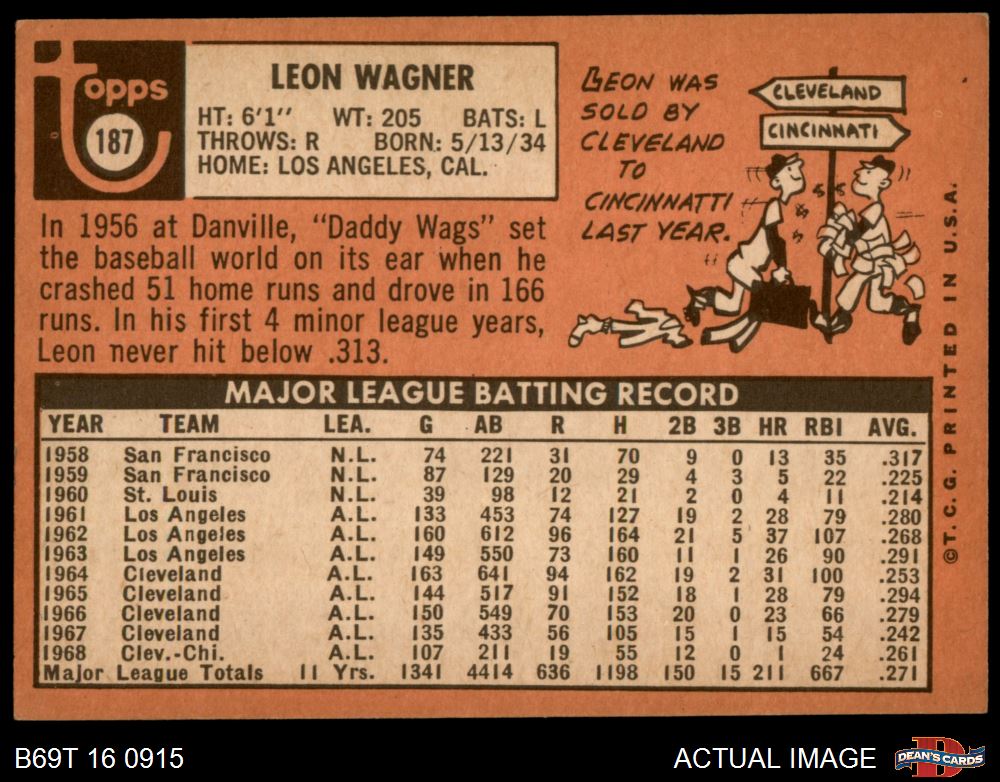 Topps
187
LEON WAGNER
HT: 6'1" WT: 205 BATS: L
THROWS: R BORN: 5/13/34
HOME: LOS ANGELES, CAL.
In 1956 at Danville, "Daddy Wags" set
the baseball world on its ear when he
crashed 51 home runs and drove in 166
runs. In his first 4 minor league years,
Leon never hit below .313.
LEON WAS
SOLD BY
CLEVELAND
TO
CINCINNATTI
LAST YEAR.
CLEVELAND
CINCINNATI
MAJOR LEAGUE BATTING RECORD
YEAR TEAM LEA. G AB R H 2B 3B HR RBI AVG.
1958 San Francisco N.L. 74 221 31 70 9 0 13 35 .317
1959 San Francisco N.L. 87 129 20 29 4 3 5 22 .225
1960 St. Louis N.L. 39 98 12 21 2 0 4 11 .214
1961 Los Angeles A.L. 133 453 74 127 19 2 28 79 .280
1962 Los Angeles A.L. 160 612 96 164 21 5 37 107 .268
1963 Los Angeles A.L. 149 550 73 160 11 1 26 90 .291
1964 Cleveland A.L. 163 641 94 162 19 2 31 100 .253
1965 Cleveland A.L. 144 517 91 152 18 1 28 79 .294
1966 Cleveland A.L. 150 549 70 153 20 0 23 66 .279
1967 Cleveland A.L. 135 433 56 105 15 1 15 54 .242
1968 Clev.-Chi. A.L. 107 211 19 55 12 0 1 24 .261
Major League Totals 11 Yrs. 1341 4414 636 1198 150 15 211 667 .271
©T.C.G. PRINTED IN U.S.A.
B69T 16 0915
ACTUAL IMAGE
D
DEAN'S CARDS